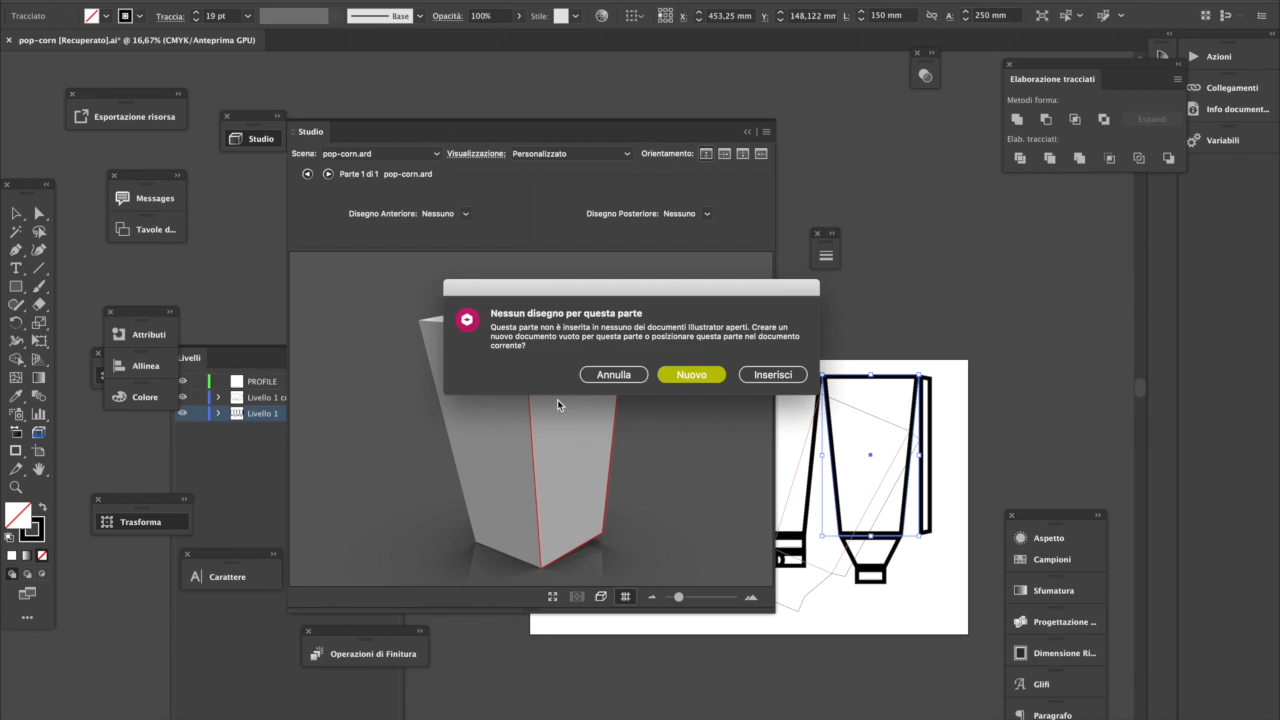 Tracciato
Traccia: 19 pt
Base
Opacità: 100%
Stile:
X: 453,25 mm Y: 148,122 mm L: 150 mm A: 250 mm
pop-corn [Recuperato].ai* @ 16,67% (CMYK/Anteprima GPU)
Azioni
Collegamenti
Info document...
Variabili
Elaborazione tracciati
Metodi forma:
Espandi
Elab. tracciati:
Esportazione risorsa
Studio
Studio
Scena: pop-corn.ard Visualizzazione: Personalizzato Orientamento:
Parte 1 di 1 pop-corn.ard
Disegno Anteriore: Nessuno Disegno Posteriore: Nessuno
Messages
Tavole d...
Nessun disegno per questa parte
Questa parte non è inserita in nessuno dei documenti Illustrator aperti. Creare un
nuovo documento vuoto per questa parte o posizionare questa parte nel documento
corrente?
Annulla Nuovo Inserisci
Attributi
Allinea
Colore
Livelli
PROFILE
Livello 1 co
Livello 1
Trasforma
Carattere
Operazioni di Finitura
Aspetto
Campioni
Sfumatura
Progettazione ...
Dimensione Ri...
Glifi
Paragrafo